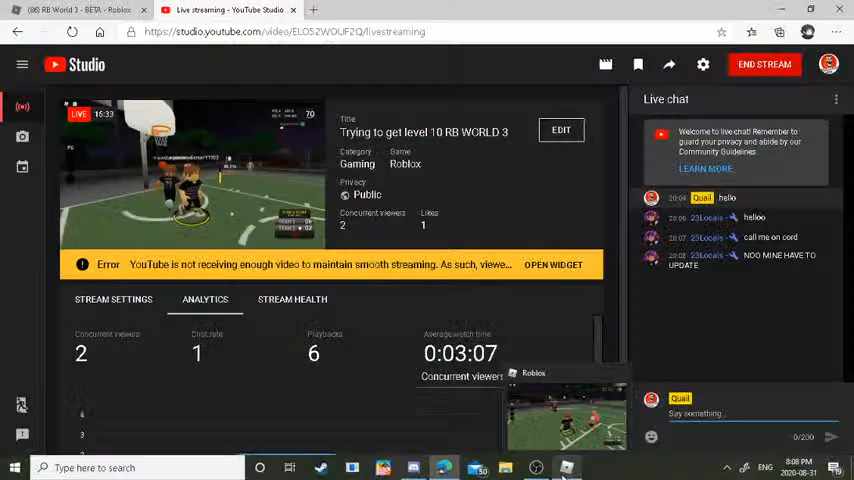 (86) RB World 3 - BETA - Roblox
Live streaming - YouTube Studio
https://studio.youtube.com/video/ELO52WOUF2Q/livestreaming
Studio
END STREAM
LIVE 16:33
70
Title
Trying to get level 10 RB WORLD 3
EDIT
Category Game
Gaming Roblox
Privacy
Public
Concurrent viewers Likes
2 1
Error YouTube is not receiving enough video to maintain smooth streaming. As such, viewe... OPEN WIDGET
STREAM SETTINGS ANALYTICS STREAM HEALTH
Concurrent viewers Chat rate Playbacks Average watch time
2 1 6 0:03:07
Concurrent viewers
4
3
Roblox
Live chat
Welcome to live chat! Remember to
guard your privacy and abide by our
Community Guidelines.
LEARN MORE
20:04 Quail hello
20:06 23Locals - helloo
20:07 23Locals - call me on cord
20:08 23Locals - NOO MINE HAVE TO
UPDATE
Quail
Say something...
0/200
Type here to search
50
ENG
8:08 PM
2020-08-31
19